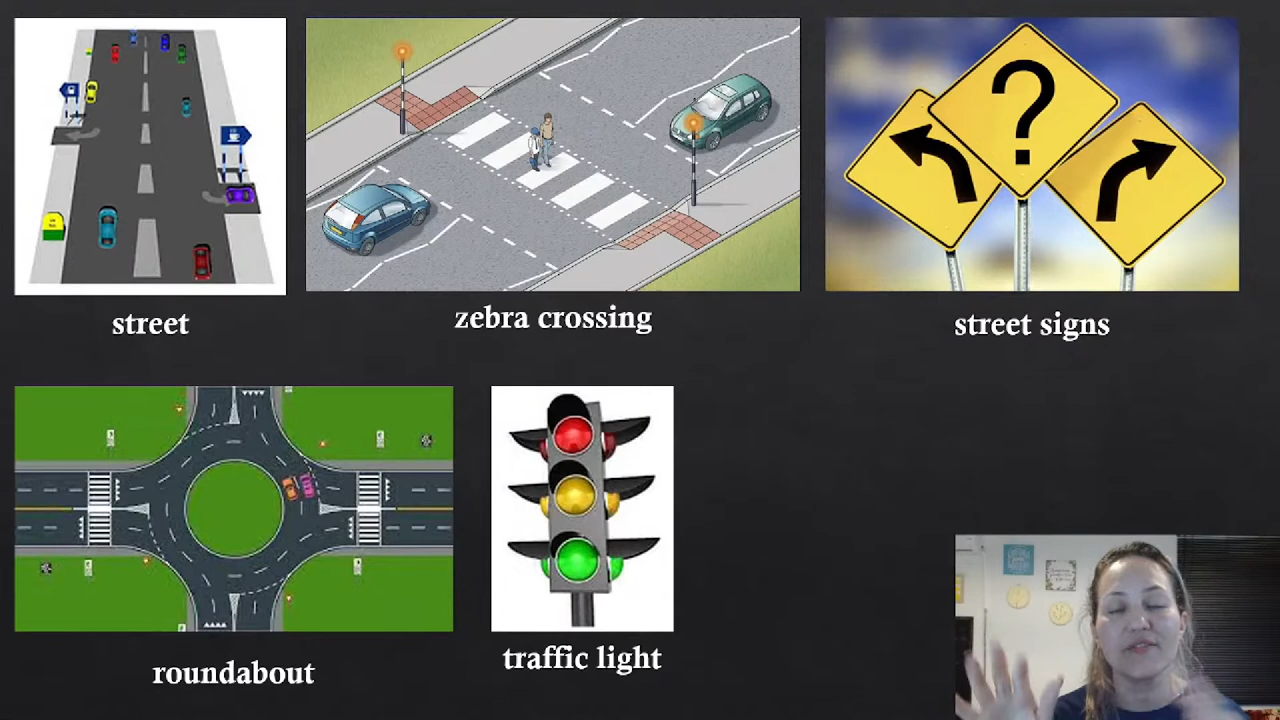 street
zebra crossing
street signs
?
roundabout
traffic light